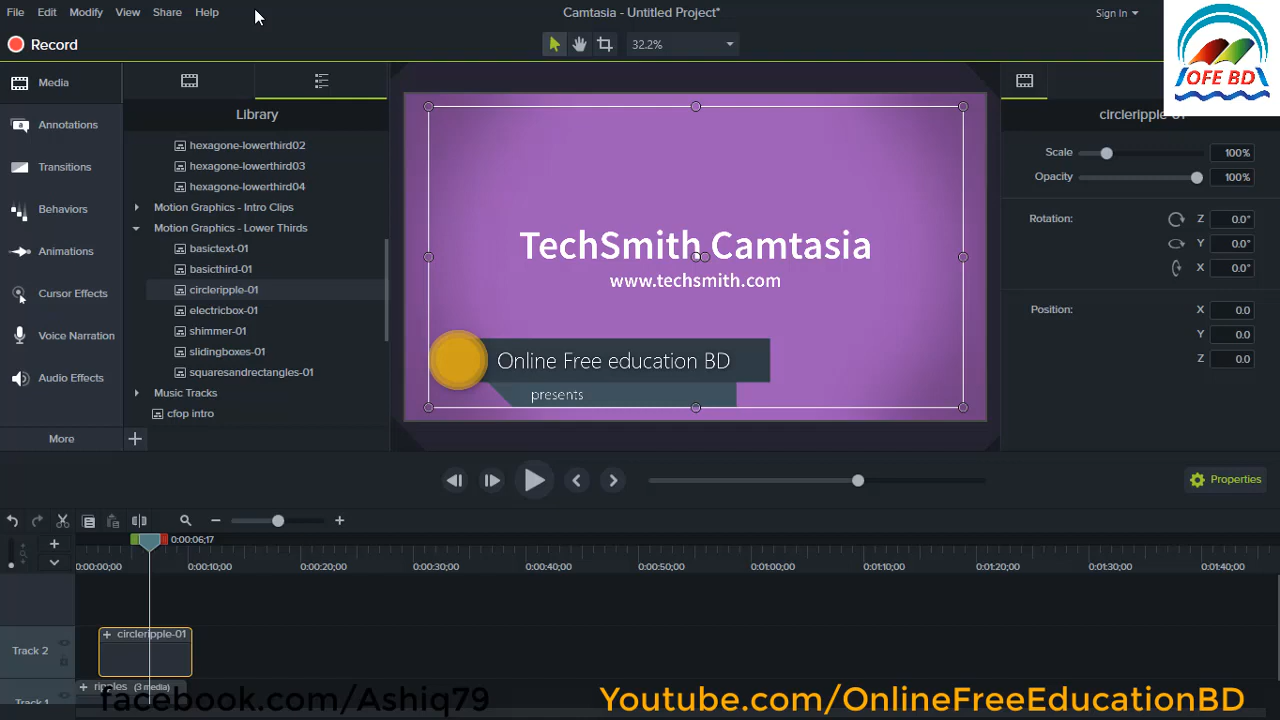 File Edit Modify View Share Help
Camtasia - Untitled Project*
Sign In
Record
32.2%
OFE BD
Media
Annotations
Transitions
Behaviors
Animations
Cursor Effects
Voice Narration
Audio Effects
More
Library
hexagone-lowerthird02
hexagone-lowerthird03
hexagone-lowerthird04
Motion Graphics - Intro Clips
Motion Graphics - Lower Thirds
basictext-01
basicthird-01
circleripple-01
electricbox-01
shimmer-01
slidingboxes-01
squaresandrectangles-01
Music Tracks
cfop intro
TechSmith Camtasia
www.techsmith.com
Online Free education BD
presents
circleripple-01
Scale 100%
Opacity 100%
Rotation: Z 0.0°
Y 0.0°
X 0.0°
Position: X 0.0
Y 0.0
Z 0.0
Properties
0:00:06;17
0:00:00;00 0:00:10;00 0:00:20;00 0:00:30;00 0:00:40;00 0:00:50;00 0:01:00;00 0:01:10;00 0:01:20;00 0:01:30;00 0:01:40;00
Track 2
circleripple-01
Track 1
ripples (3 media)
facebook.com/Ashiq79
Youtube.com/OnlineFreeEducationBD